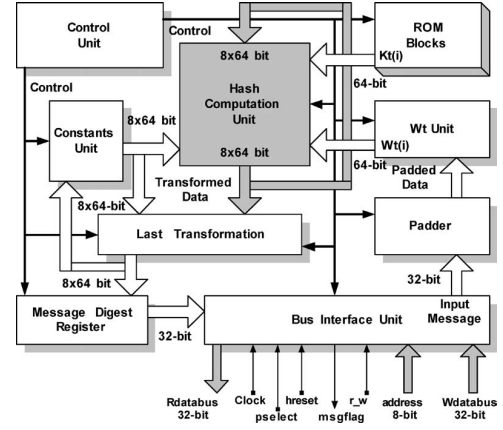 Control
Unit
Control
8x64 bit
ROM
Blocks
Kt(i)
Hash
Computation
Unit
64-bit
Control
8x64 bit
Constants
Unit
Wt Unit
Wt(i)
8x64 bit
64-bit
Transformed
Data
Padded
Data
8x64-bit
Last Transformation
Padder
8x64 bit
32-bit
Message Digest
Register
32-bit
Bus Interface Unit
Input
Message
Rdatabus
32-bit
Clock
pselect
hreset
msgflag
r_w
address
8-bit
Wdatabus
32-bit